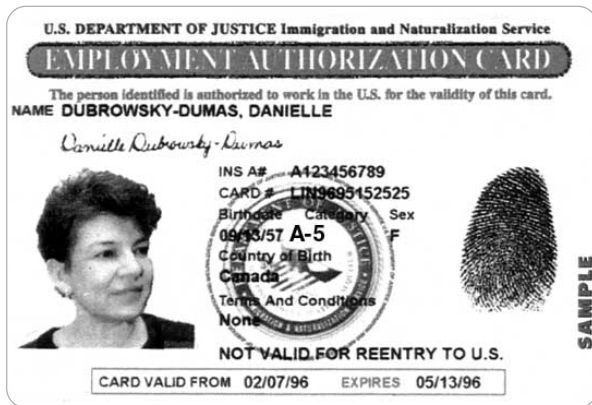 U.S. DEPARTMENT OF JUSTICE Immigration and Naturalization Service
EMPLOYMENT AUTHORIZATION CARD
The person identified is authorized to work in the U.S. for the validity of this card.
NAME DUBROWSKY-DUMAS, DANIELLE
Danielle Dubrowsky-Dumas
INS A# A123456789
CARD # LIN9695152525
Birthdate Category Sex
09/13/57 A-5 F
Country of Birth
Canada
Terms And Conditions
None
NOT VALID FOR REENTRY TO U.S.
CARD VALID FROM 02/07/96 EXPIRES 05/13/96
SAMPLE